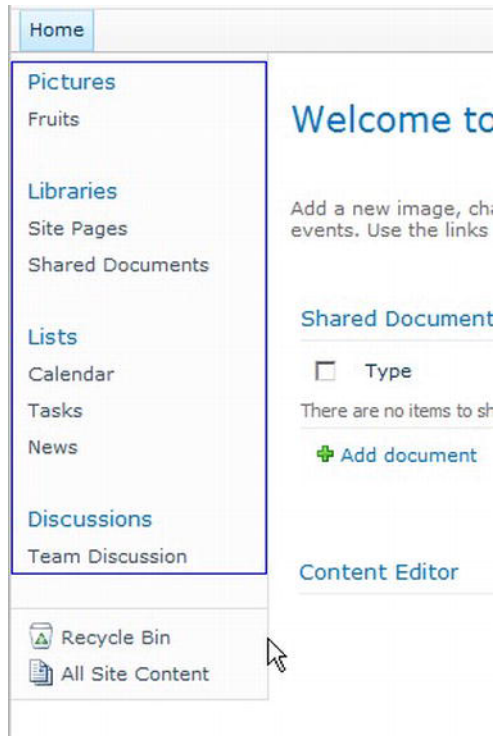 Home
Pictures
Fruits
Libraries
Site Pages
Shared Documents
Lists
Calendar
Tasks
News
Discussions
Team Discussion
Recycle Bin
All Site Content
Welcome to
Add a new image, cha
events. Use the links
Shared Document
Type
There are no items to sh
Add document
Content Editor